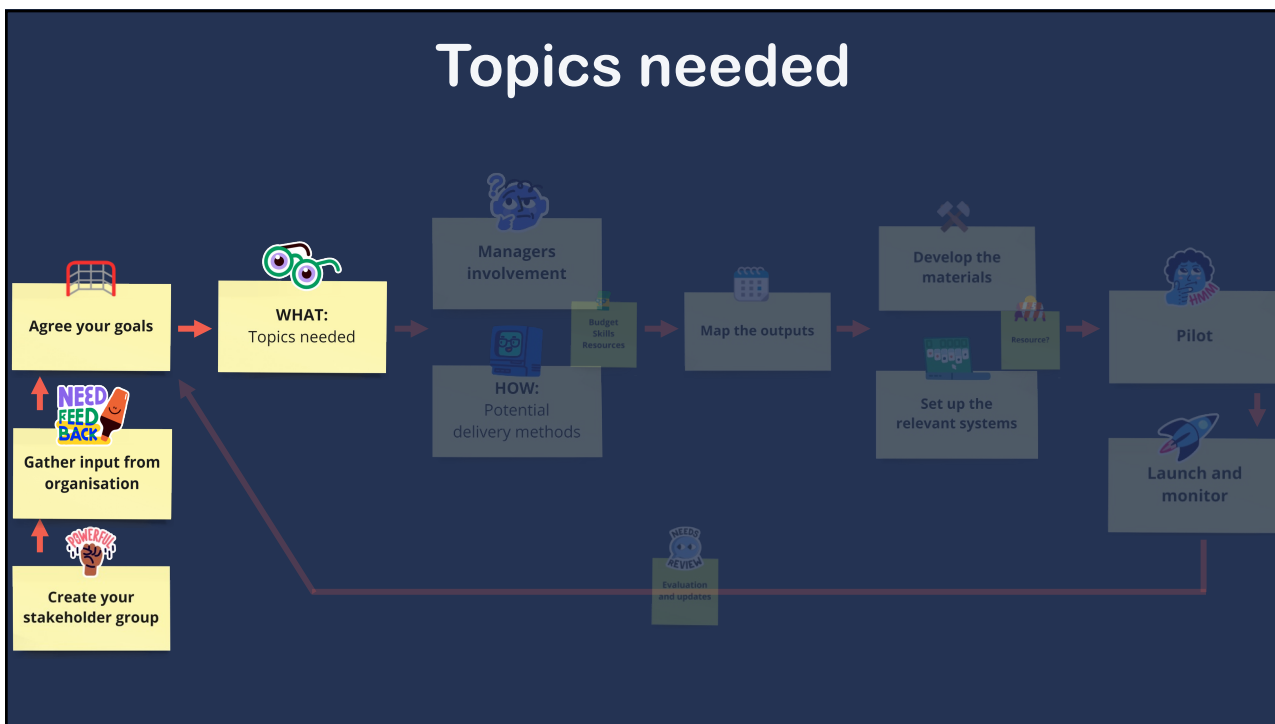 Topics needed
Agree your goals
NEED
FEED
BACK
Gather input from
organisation
POWERFUL
Create your
stakeholder group
WHAT:
Topics needed
?
Managers
involvement
HOW:
Potential
delivery methods
Budget
Skills
Resources
Map the outputs
Develop the
materials
Set up the
relevant systems
Resource?
HMM
Pilot
Launch and
monitor
NEEDS
REVIEW
Evaluation
and updates